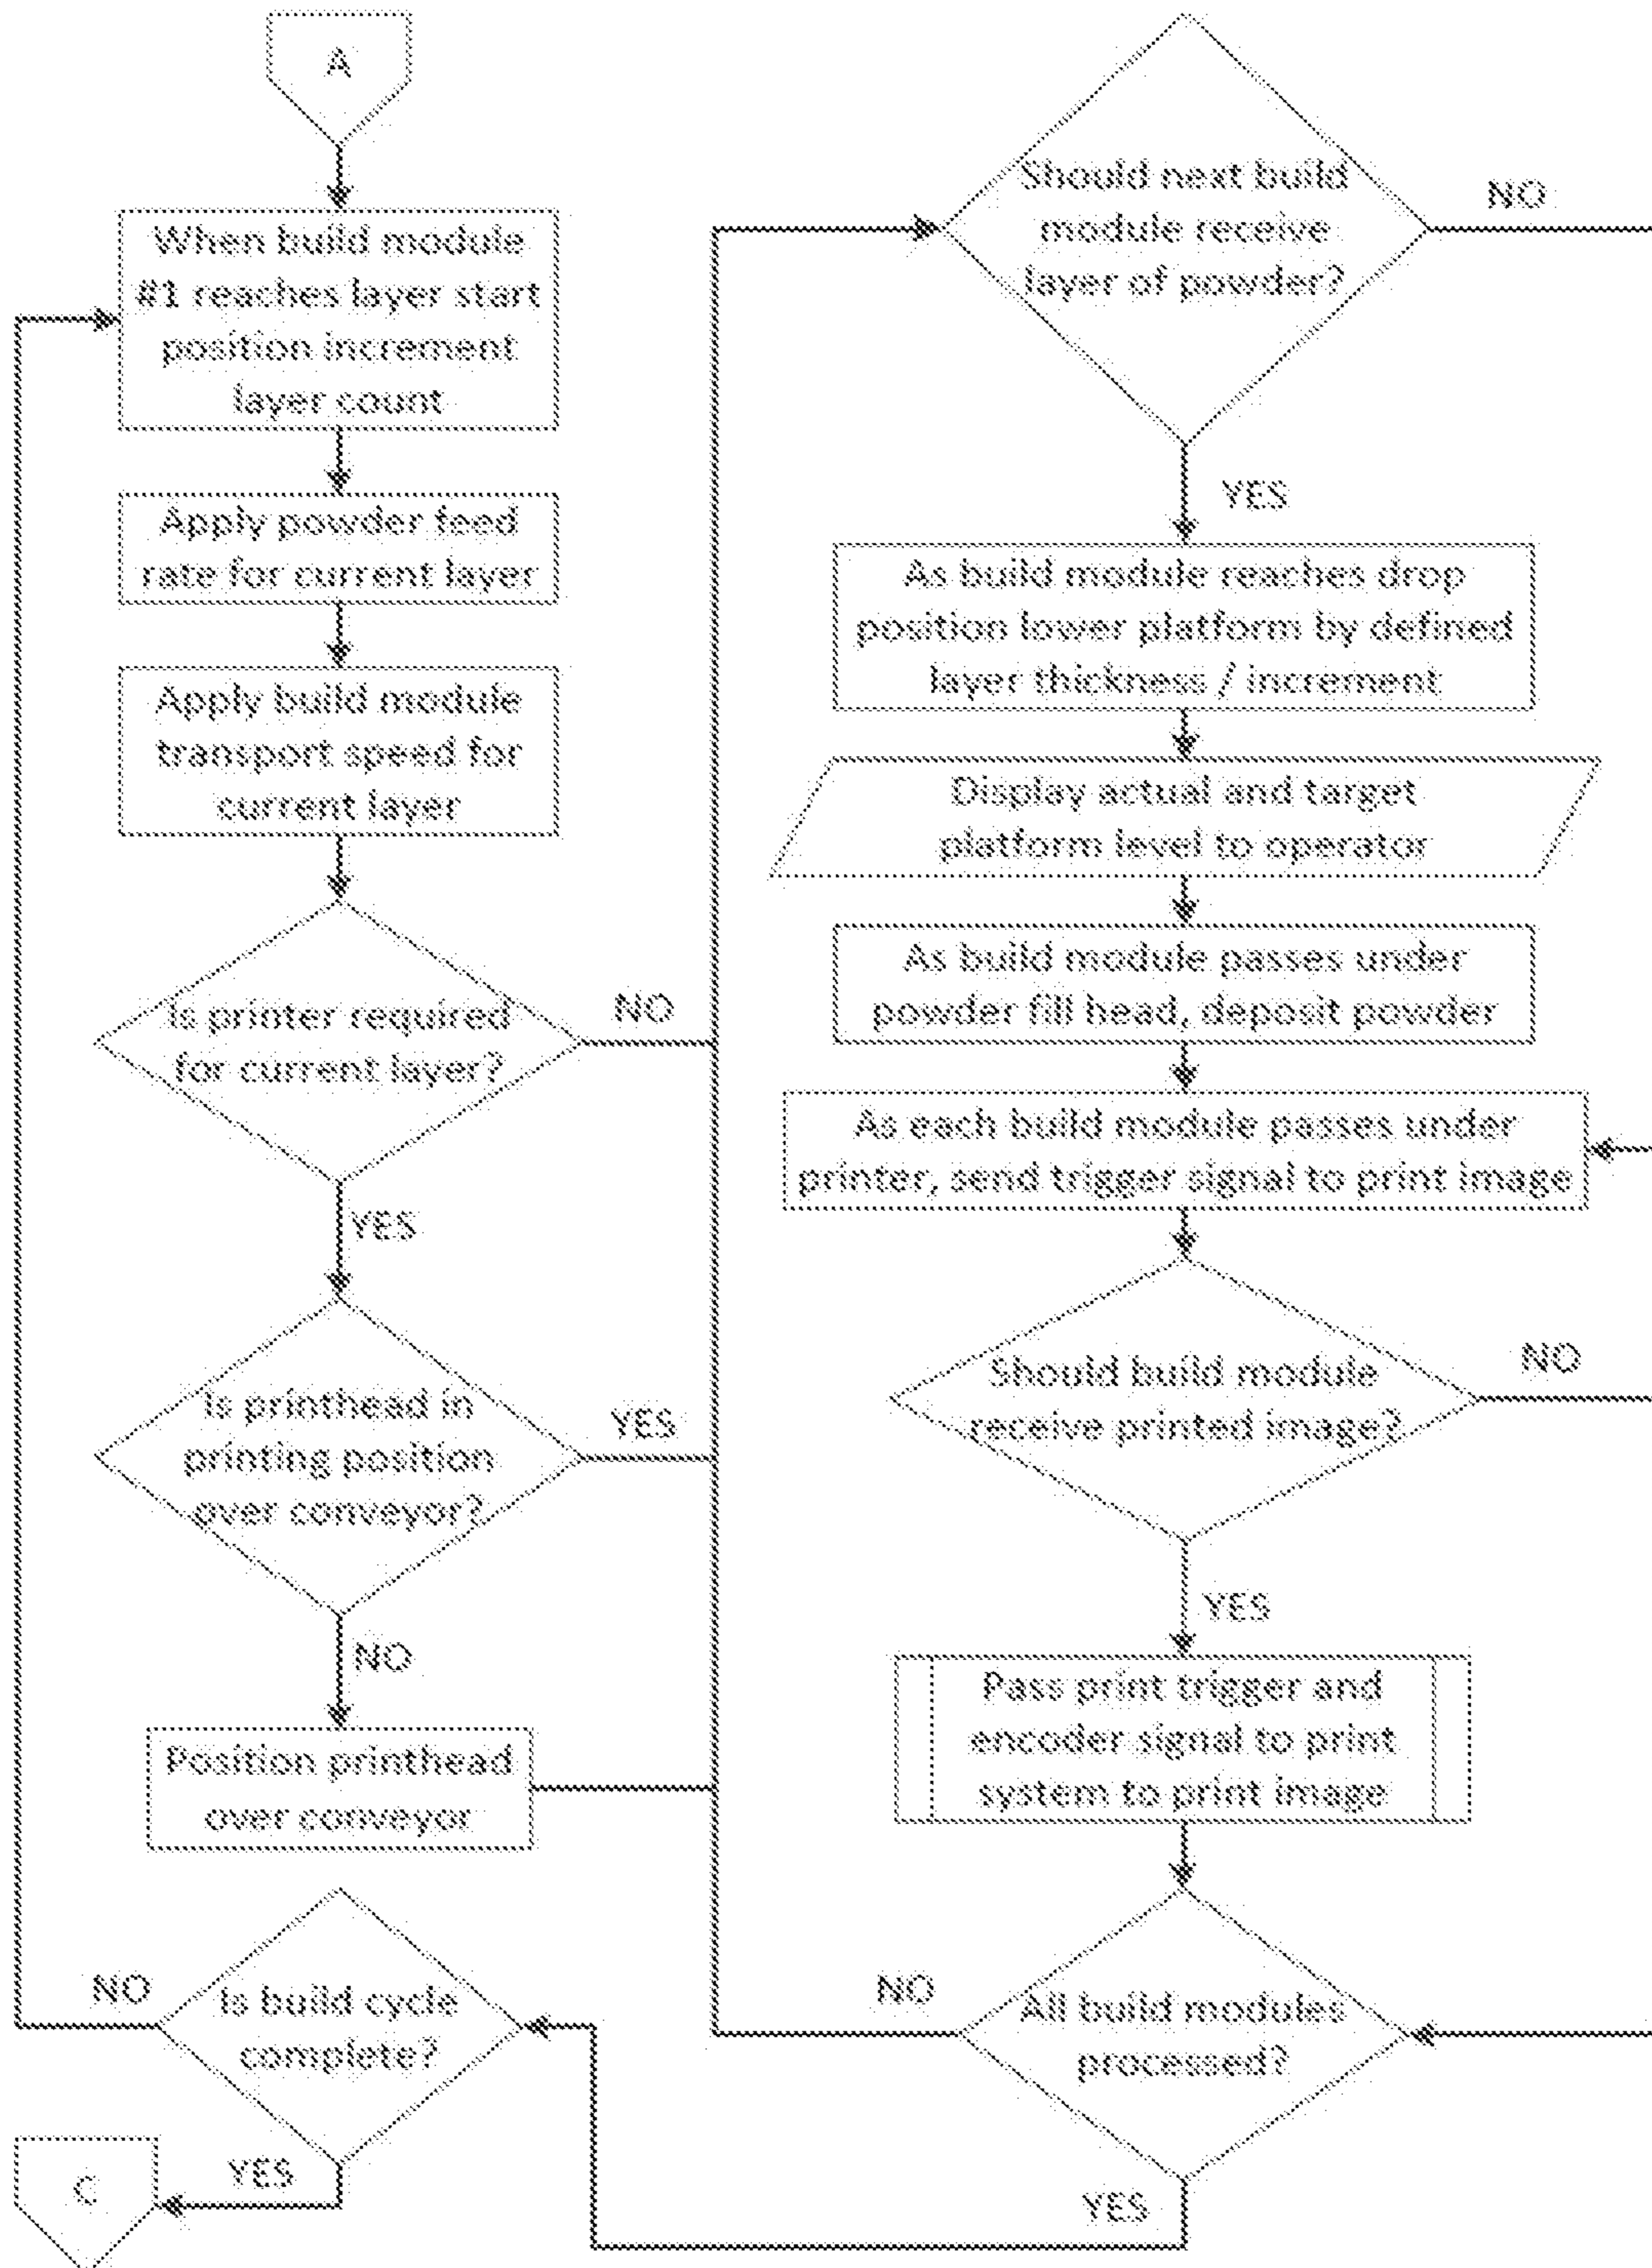 A
When build module
#1 reaches layer start
position increment
layer count
Apply powder feed
rate for current layer
Apply build module
transport speed for
current layer
Is printer required
for current layer?
NO
YES
Is printhead in
printing position
over conveyor?
YES
NO
Position printhead
over conveyor
Is build cycle
complete?
NO
YES
C
Should next build
module receive
layer of powder?
NO
YES
As build module reaches drop
position lower platform by defined
layer thickness / increment
Display actual and target
platform level to operator
As build module passes under
powder fill head, deposit powder
As each build module passes under
printer, send trigger signal to print image
Should build module
receive printed image?
NO
YES
Pass print trigger and
encoder signal to print
system to print image
All build modules
processed?
NO
YES